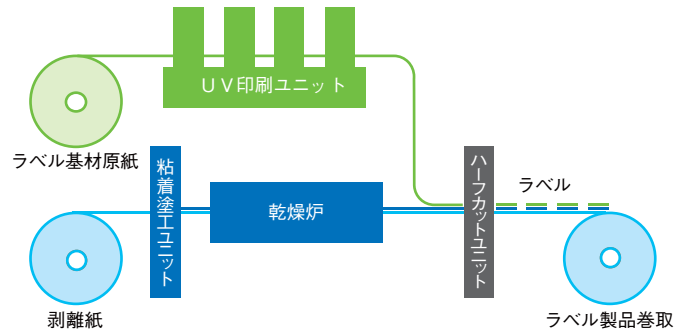 UV印刷ユニット
ラベル基材原紙
粘着塗工ユニット
乾燥炉
ハーフカットユニット
ラベル
剥離紙
ラベル製品巻取